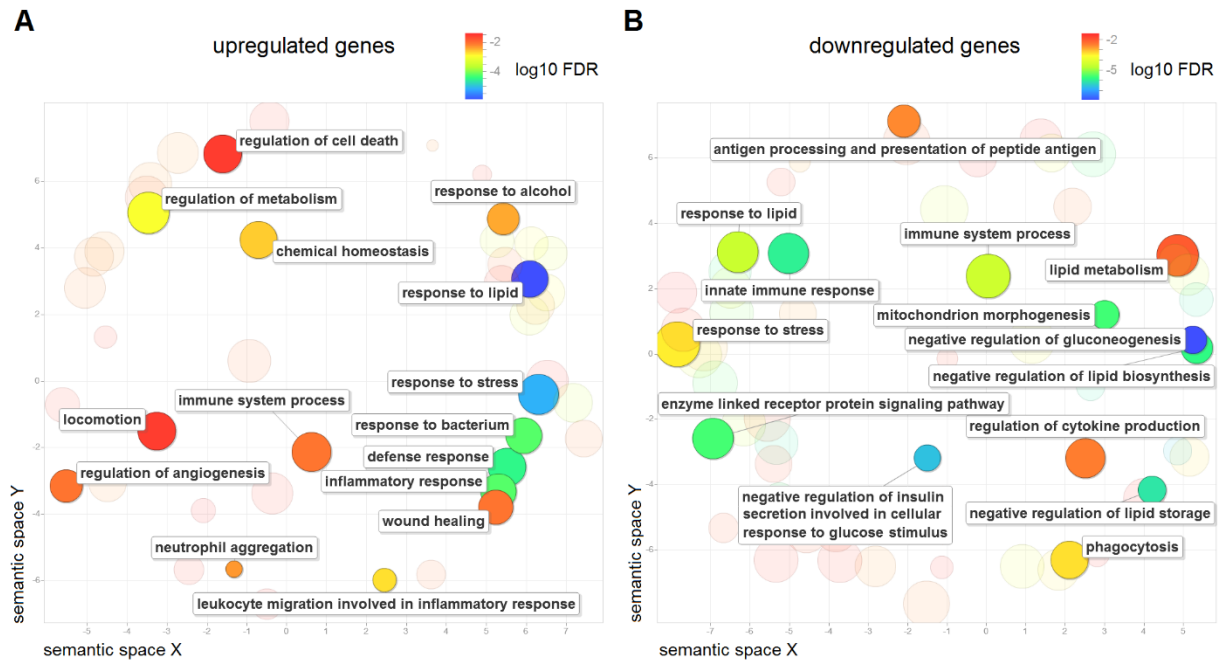 A
upregulated genes
-2
-4
log10 FDR
regulation of cell death
response to alcohol
regulation of metabolism
chemical homeostasis
response to lipid
response to stress
immune system process
locomotion
response to bacterium
defense response
regulation of angiogenesis
inflammatory response
wound healing
neutrophil aggregation
leukocyte migration involved in inflammatory response
semantic space Y
6
4
2
0
-2
-4
-6
-5
-4
-3
-2
-1
0
1
2
3
4
5
6
7
semantic space X
B
downregulated genes
-2
-5
log10 FDR
antigen processing and presentation of peptide antigen
response to lipid
immune system process
lipid metabolism
innate immune response
mitochondrion morphogenesis
response to stress
negative regulation of gluconeogenesis
negative regulation of lipid biosynthesis
enzyme linked receptor protein signaling pathway
regulation of cytokine production
negative regulation of insulin
secretion involved in cellular
response to glucose stimulus
negative regulation of lipid storage
phagocytosis
semantic space Y
6
4
2
0
-2
-4
-6
-7
-6
-5
-4
-3
-2
-1
0
1
2
3
4
5
semantic space X